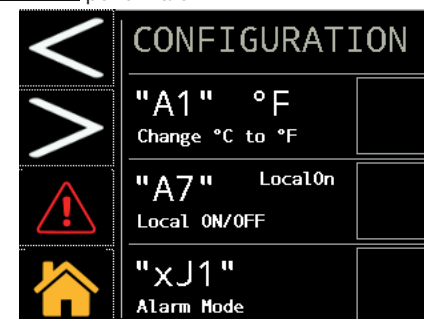 CONFIGURATION
"A1" °F
Change °C to °F
"A7" LocalOn
Local ON/OFF
"xJ1"
Alarm Mode